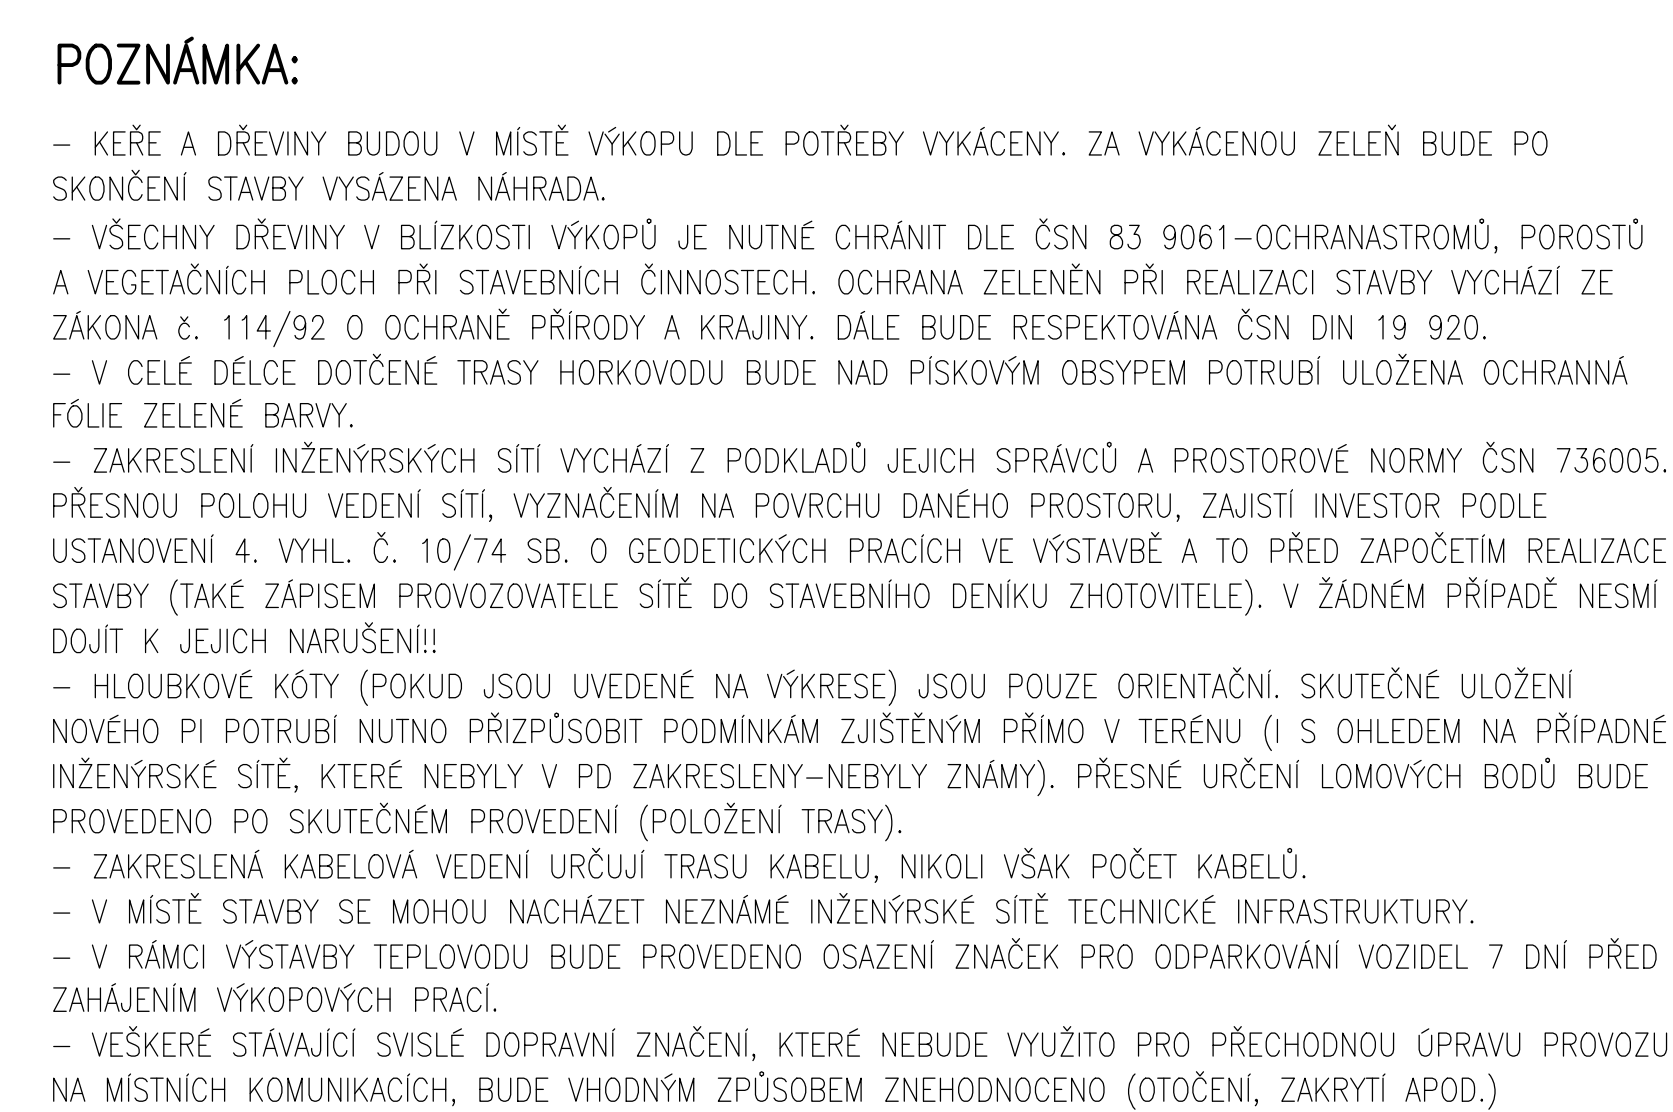 POZNÁMKA:
– KEŘE A DŘEVINY BUDOU V MÍSTĚ VÝKOPU DLE POTŘEBY VYKÁCENY. ZA VYKÁCENOU ZELEŇ BUDE PO
SKONČENÍ STAVBY VYSÁZENA NÁHRADA.
– VŠECHNY DŘEVINY V BLÍZKOSTI VÝKOPŮ JE NUTNÉ CHRÁNIT DLE ČSN 83 9061–OCHRANASTROMŮ, POROSTŮ
A VEGETAČNÍCH PLOCH PŘI STAVEBNÍCH ČINNOSTECH. OCHRANA ZELENĚN PŘI REALIZACI STAVBY VYCHÁZÍ ZE
ZÁKONA č. 114/92 O OCHRANĚ PŘÍRODY A KRAJINY. DÁLE BUDE RESPEKTOVÁNA ČSN DIN 19 920.
– V CELÉ DÉLCE DOTČENÉ TRASY HORKOVODU BUDE NAD PÍSKOVÝM OBSYPEM POTRUBÍ ULOŽENA OCHRANNÁ
FÓLIE ZELENÉ BARVY.
– ZAKRESLENÍ INŽENÝRSKÝCH SÍTÍ VYCHÁZÍ Z PODKLADŮ JEJICH SPRÁVCŮ A PROSTOROVÉ NORMY ČSN 736005.
PŘESNOU POLOHU VEDENÍ SÍTÍ, VYZNAČENÍM NA POVRCHU DANÉHO PROSTORU, ZAJISTÍ INVESTOR PODLE
USTANOVENÍ 4. VYHL. Č. 10/74 SB. O GEODETICKÝCH PRACÍCH VE VÝSTAVBĚ A TO PŘED ZAPOČETÍM REALIZACE
STAVBY (TAKÉ ZÁPISEM PROVOZOVATELE SÍTĚ DO STAVEBNÍHO DENÍKU ZHOTOVITELE). V ŽÁDNÉM PŘÍPADĚ NESMÍ
DOJÍT K JEJICH NARUŠENÍ!!
– HLOUBKOVÉ KÓTY (POKUD JSOU UVEDENÉ NA VÝKRESE) JSOU POUZE ORIENTAČNÍ. SKUTEČNÉ ULOŽENÍ
NOVÉHO PI POTRUBÍ NUTNO PŘIZPŮSOBIT PODMÍNKÁM ZJIŠTĚNÝM PŘÍMO V TERÉNU (I S OHLEDEM NA PŘÍPADNÉ
INŽENÝRSKÉ SÍTĚ, KTERÉ NEBYLY V PD ZAKRESLENY–NEBYLY ZNÁMY). PŘESNÉ URČENÍ LOMOVÝCH BODŮ BUDE
PROVEDENO PO SKUTEČNÉM PROVEDENÍ (POLOŽENÍ TRASY).
– ZAKRESLENÁ KABELOVÁ VEDENÍ URČUJÍ TRASU KABELU, NIKOLI VŠAK POČET KABELŮ.
– V MÍSTĚ STAVBY SE MOHOU NACHÁZET NEZNÁMÉ INŽENÝRSKÉ SÍTĚ TECHNICKÉ INFRASTRUKTURY.
– V RÁMCI VÝSTAVBY TEPLOVODU BUDE PROVEDENO OSAZENÍ ZNAČEK PRO ODPARKOVÁNÍ VOZIDEL 7 DNÍ PŘED
ZAHÁJENÍM VÝKOPOVÝCH PRACÍ.
– VEŠKERÉ STÁVAJÍCÍ SVISLÉ DOPRAVNÍ ZNAČENÍ, KTERÉ NEBUDE VYUŽITO PRO PŘECHODNOU ÚPRAVU PROVOZU
NA MÍSTNÍCH KOMUNIKACÍCH, BUDE VHODNÝM ZPŮSOBEM ZNEHODNOCENO (OTOČENÍ, ZAKRYTÍ APOD.)